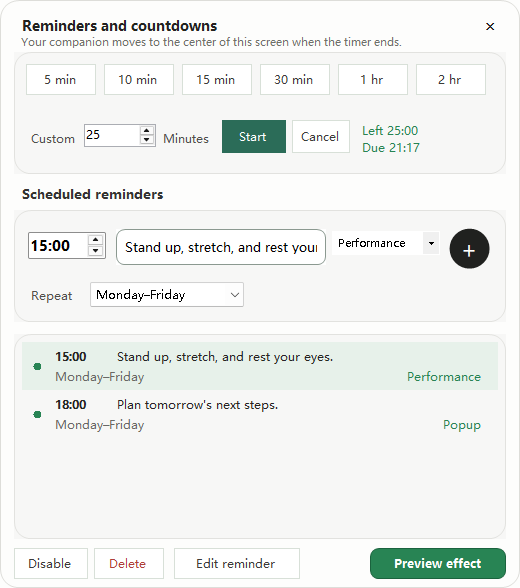 Reminders and countdowns
×
Your companion moves to the center of this screen when the timer ends.
5 min 10 min 15 min 30 min 1 hr 2 hr
Custom 25 Minutes Start Cancel Left 25:00
Due 21:17
Scheduled reminders
15:00 Stand up, stretch, and rest your Performance +
Repeat Monday–Friday
15:00 Stand up, stretch, and rest your eyes.
Monday–Friday Performance
18:00 Plan tomorrow's next steps.
Monday–Friday Popup
Disable Delete Edit reminder Preview effect